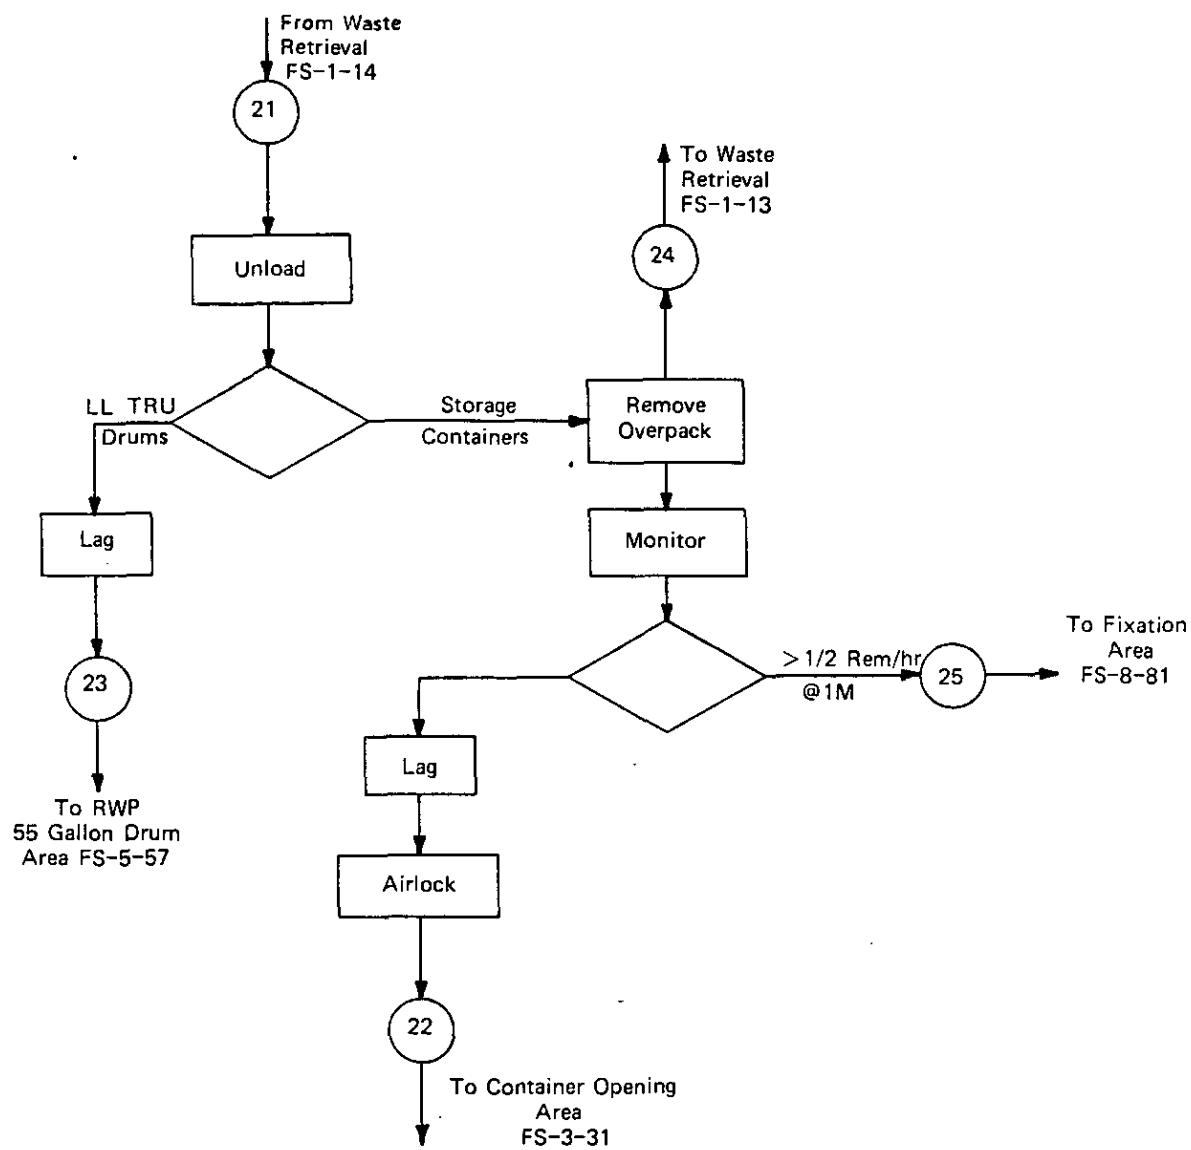 From Waste
Retrieval
FS-1-14
21
To Waste
Retrieval
FS-1-13
24
Unload
LL TRU
Drums
Storage
Containers
Remove
Overpack
Lag
Monitor
23
>1/2 Rem/hr
@1M
25
To Fixation
Area
FS-8-81
Lag
To RWP
55 Gallon Drum
Area FS-5-57
Airlock
22
To Container Opening
Area
FS-3-31